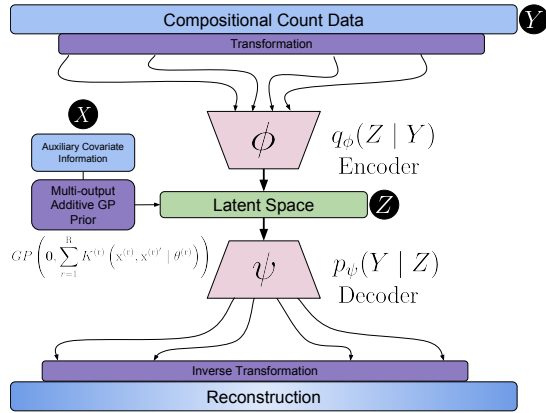 Compositional Count Data
Y
Transformation
X
ϕ
q_ϕ(Z | Y)
Encoder
Auxiliary Covariate
Information
Multi-output
Additive GP
Prior
Latent Space
Z
GP(0, ∑_{r=1}^{R} K^{(r)}(x^{(r)}, x^{(r)′} | θ^{(r)}))
ψ
p_ψ(Y | Z)
Decoder
Inverse Transformation
Reconstruction